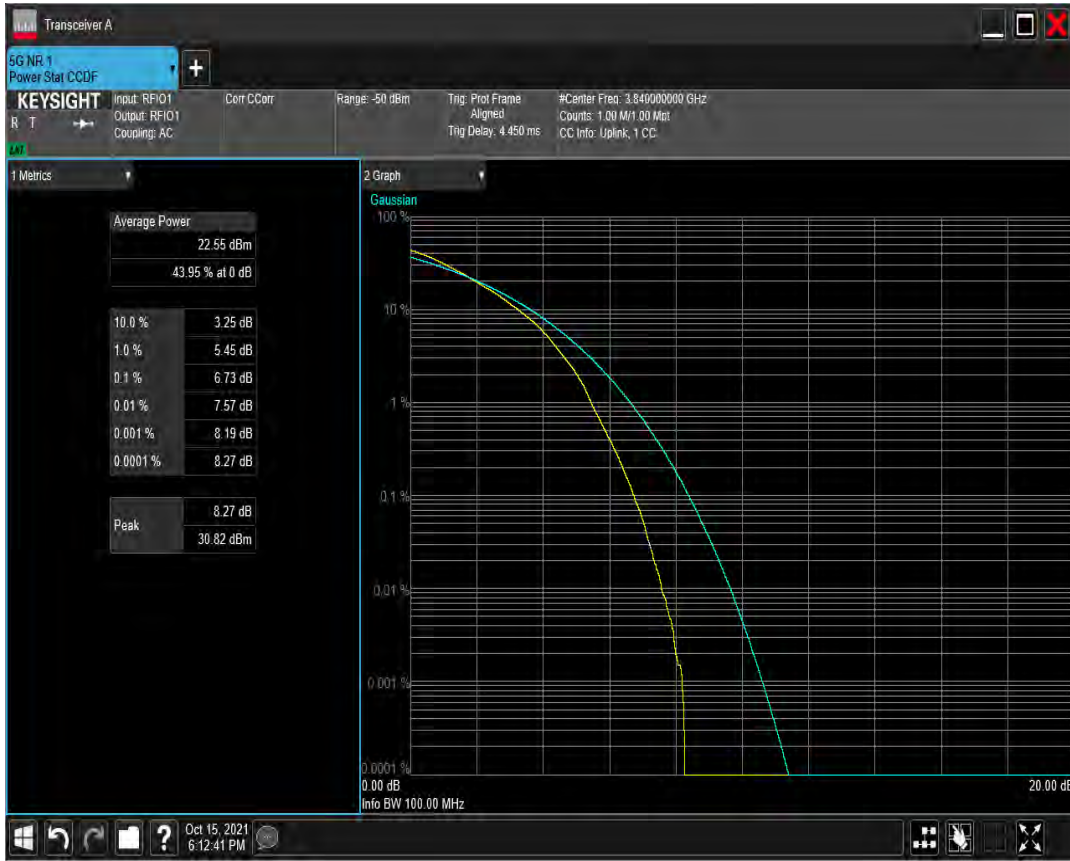 Transceiver A
5G NR 1
Power Stat CCDF
+
KEYSIGHT
R T
LXI
Input: RFIO1
Output: RFIO1
Coupling: AC
Corr CCorr
Range: -50 dBm
Trig: Prot Frame
Aligned
Trig Delay: 4.450 ms
#Center Freq: 3.840000000 GHz
Counts: 1.00 M/1.00 Mpt
CC Info: Uplink, 1 CC
1 Metrics
Average Power
22.55 dBm
43.95 % at 0 dB
10.0 % 3.25 dB
1.0 % 5.45 dB
0.1 % 6.73 dB
0.01 % 7.57 dB
0.001 % 8.19 dB
0.0001 % 8.27 dB
Peak
8.27 dB
30.82 dBm
2 Graph
Gaussian
100 %
10 %
1 %
0.1 %
0.01 %
0.001 %
0.0001 %
0.00 dB
20.00 dB
Info BW 100.00 MHz
?
Oct 15, 2021
6:12:41 PM